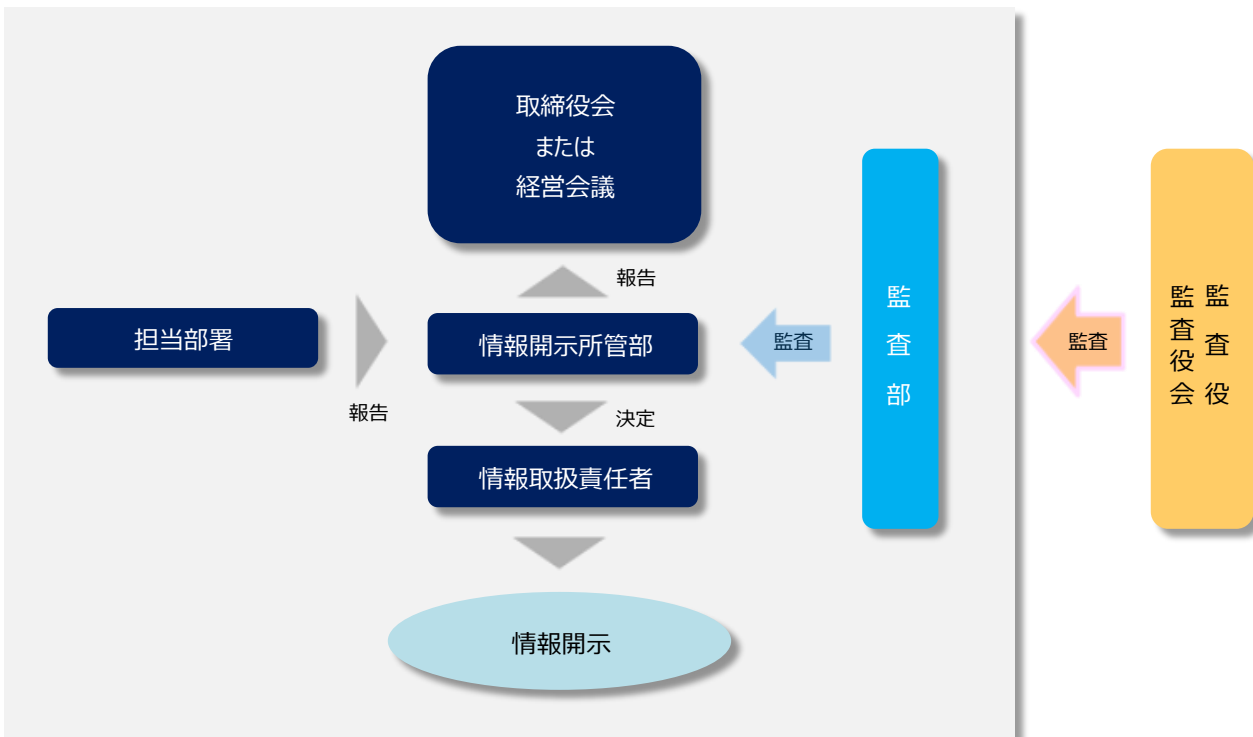 取締役会
または
経営会議
報告
担当部署
報告
情報開示所管部
決定
情報取扱責任者
情報開示
監査
監査部
監査
監査役
監査役会